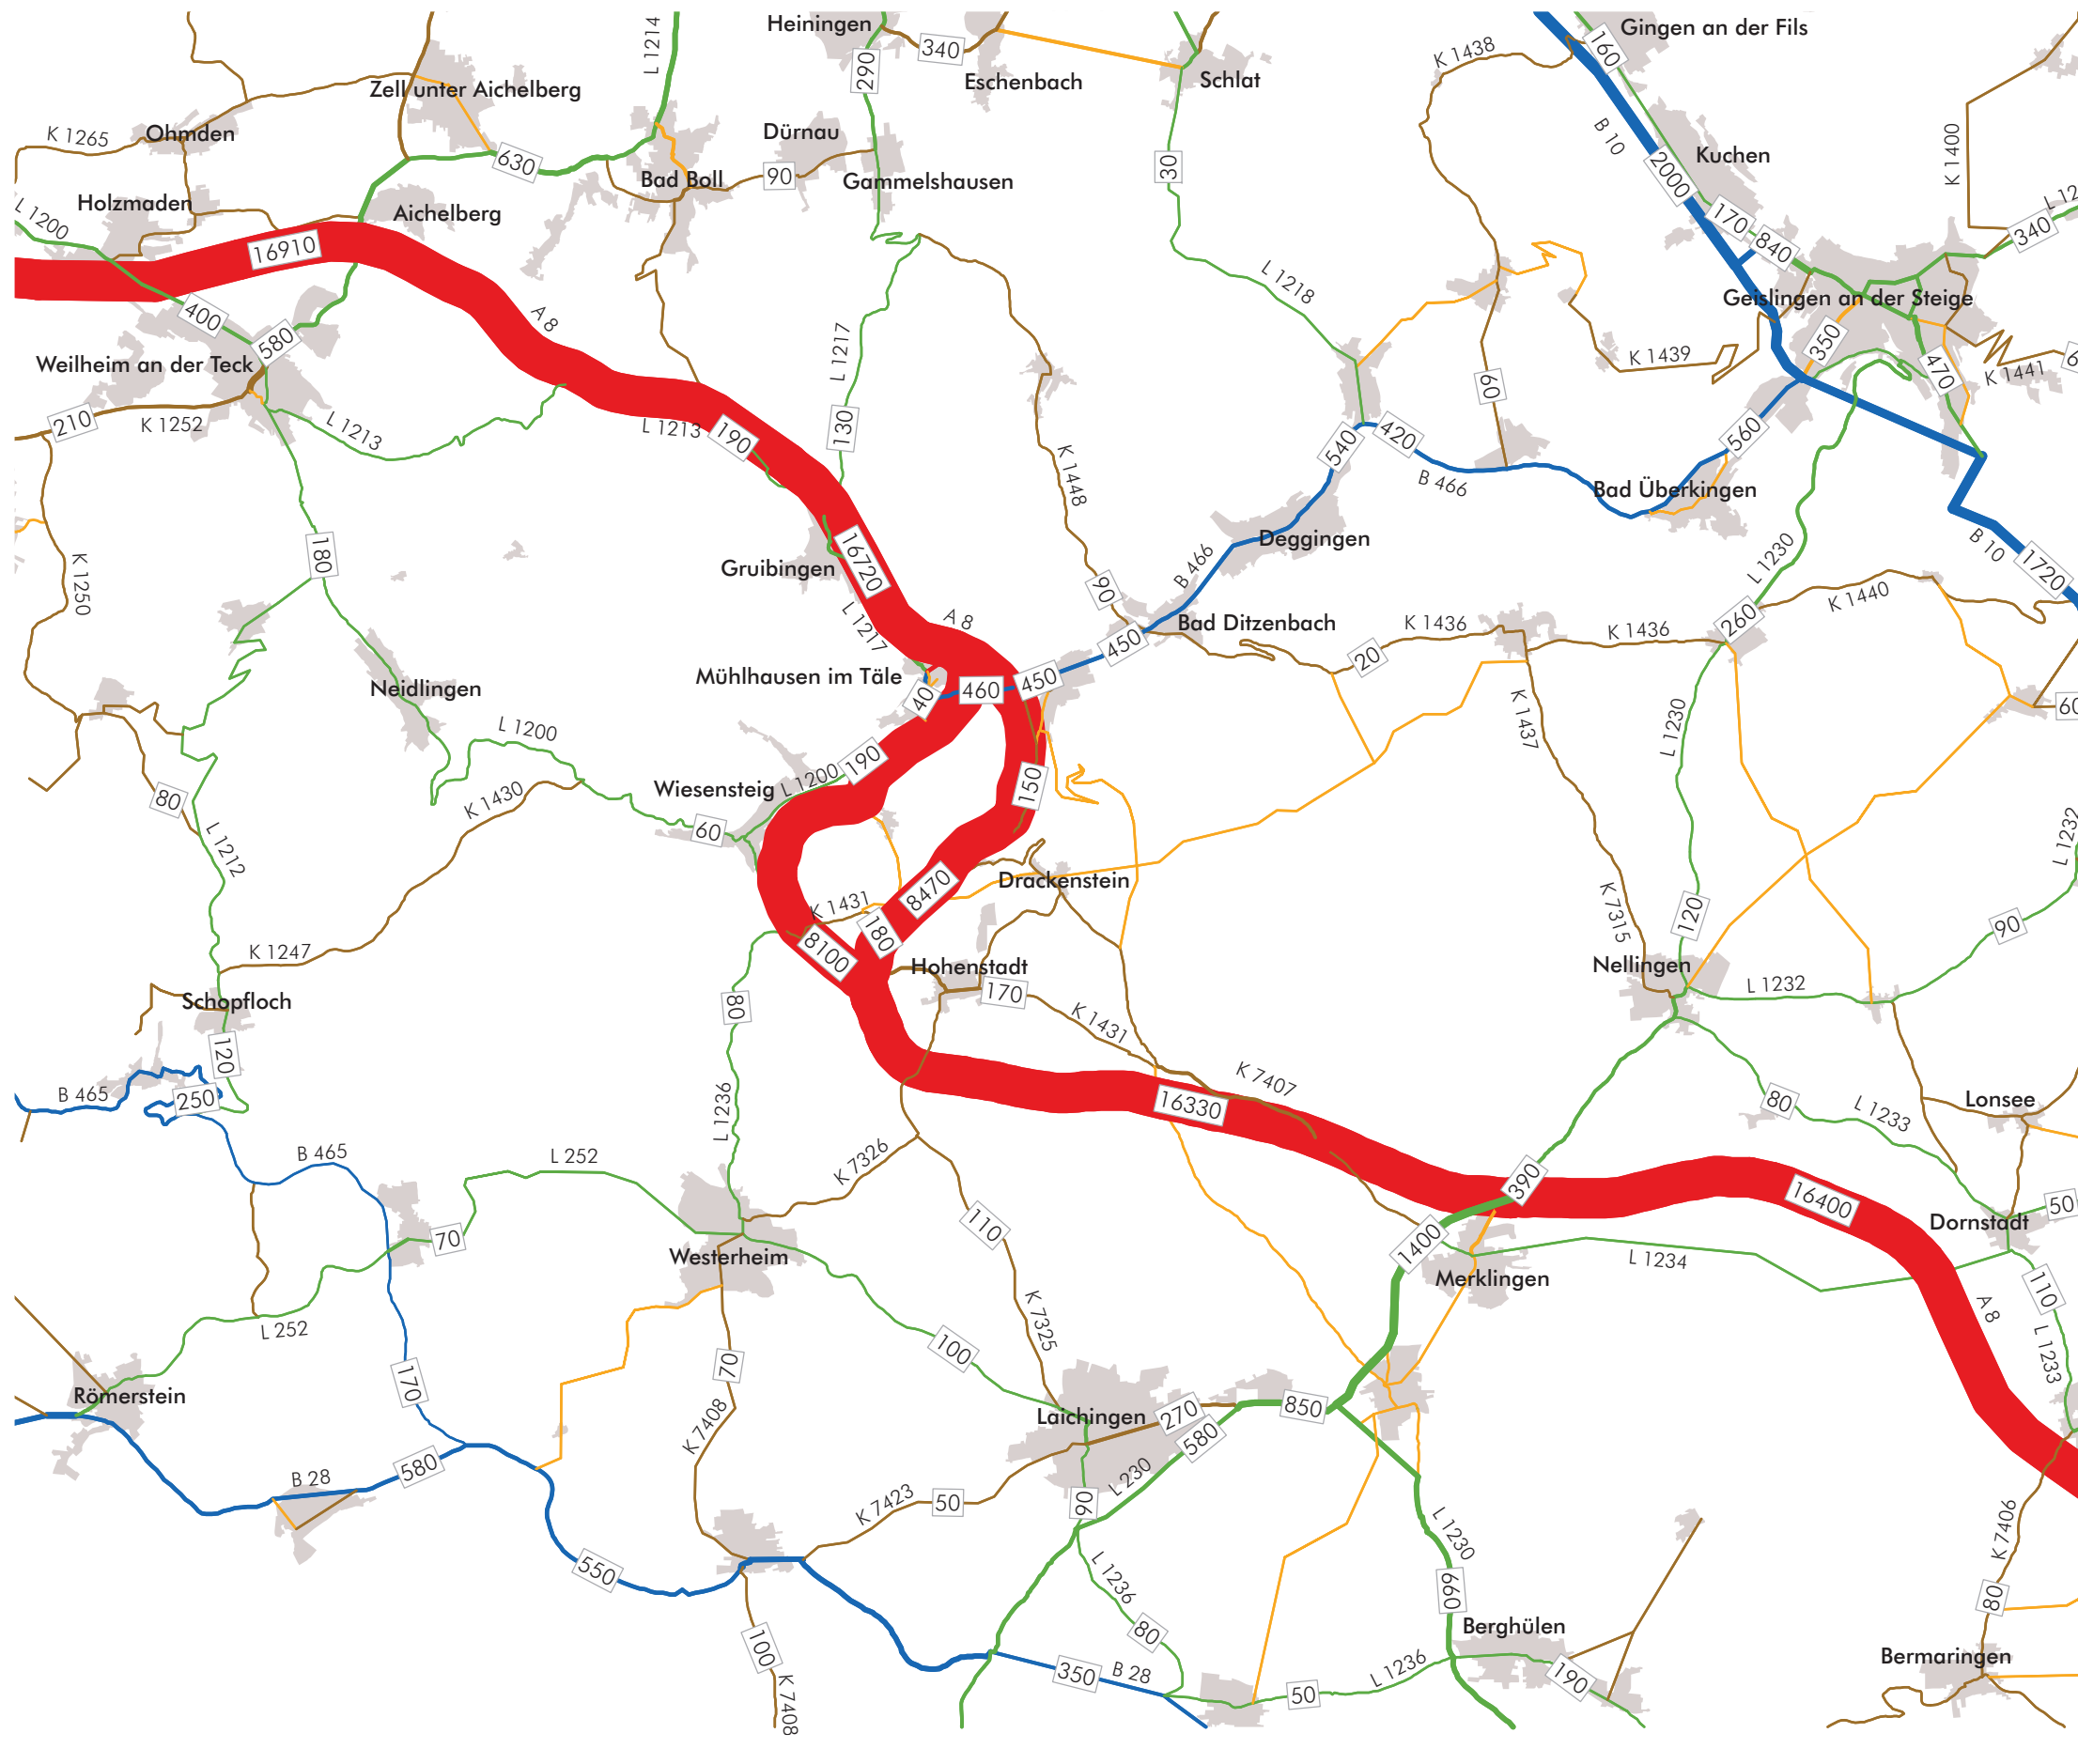 Heiningen
Gingen an der Fils
L 1214
340
160
K 1438
290
Eschenbach
Schlat
Zell unter Aichelberg
Ohmden
K 1265
Dürnau
B 10
Kuchen
K 1400
630
30
2000
Bad Boll
90
Gammelshausen
Holzmaden
L 1200
Aichelberg
170
840
340
L 12
16910
L 1218
Geislingen an der Steige
400
580
A 8
350
L 1217
K 1439
Weilheim an der Teck
60
470
K 1441
6
210
K 1252
L 1213
L 1213
190
130
540
420
560
K 1448
B 466
Bad Überkingen
Deggingen
180
16720
B 10
1720
Gruibingen
B 466
L 1230
K 1250
90
L 1217
A 8
Bad Ditzenbach
K 1436
K 1436
260
K 1440
450
20
Mühlhausen im Täle
Neidlingen
40
460
450
K 1437
L 1230
60
L 1200
190
150
Wiesensteig
L 1200
K 1430
80
60
L 1212
L 1232
Drackenstein
8470
K 1431
K 7315
120
90
180
8100
K 1247
Hohenstadt
Nellingen
Schopfloch
170
L 1232
80
K 1431
120
B 465
250
L 1236
K 7407
16330
80
L 1233
Lonsee
B 465
L 252
K 7326
390
16400
50
70
110
Dornstadt
1400
Westerheim
L 1234
Merklingen
110
A 8
L 252
K 7325
100
L 1233
70
170
Römerstein
K 7408
Laichingen
270
850
580
B 28
580
L 230
K 7423
50
90
L 1230
K 7406
550
L 1236
660
80
80
Berghülen
100
Bermaringen
350
B 28
L 1236
190
50
K 7408